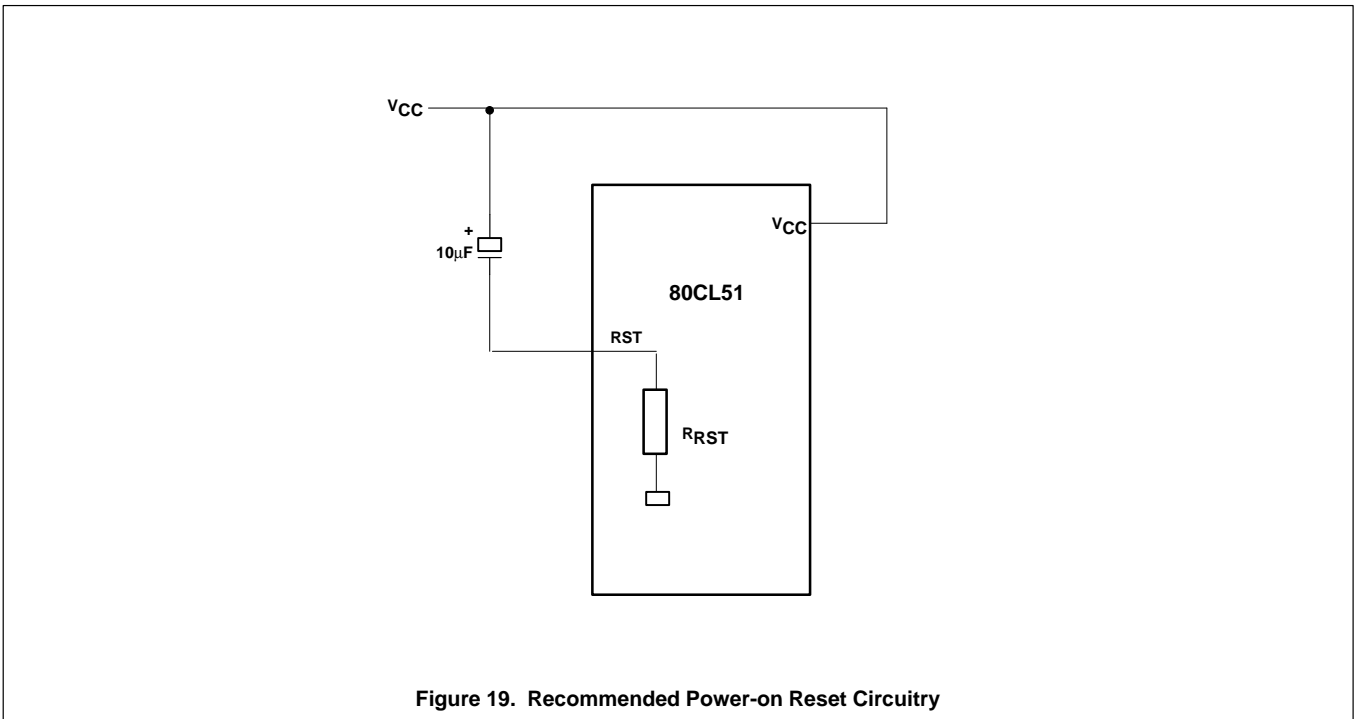 VCC
VCC
+
10μF
80CL51
RST
RRST
Figure 19. Recommended Power-on Reset Circuitry